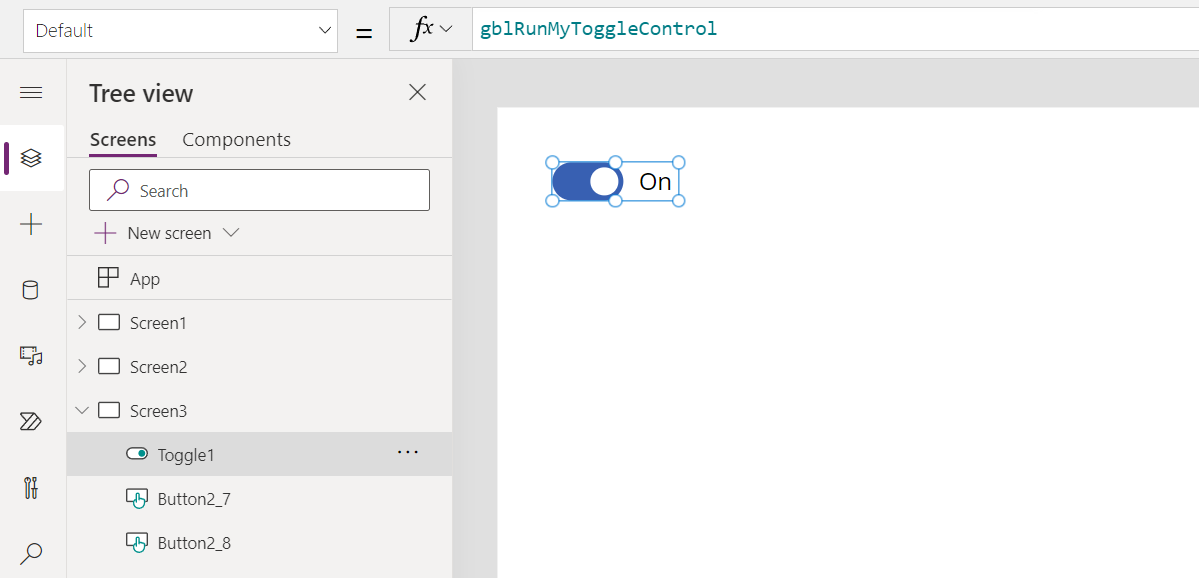 Default = fx gblRunMyToggleControl
Tree view
Screens Components
Search
New screen
App
Screen1
Screen2
Screen3
Toggle1 ...
Button2_7
Button2_8
On